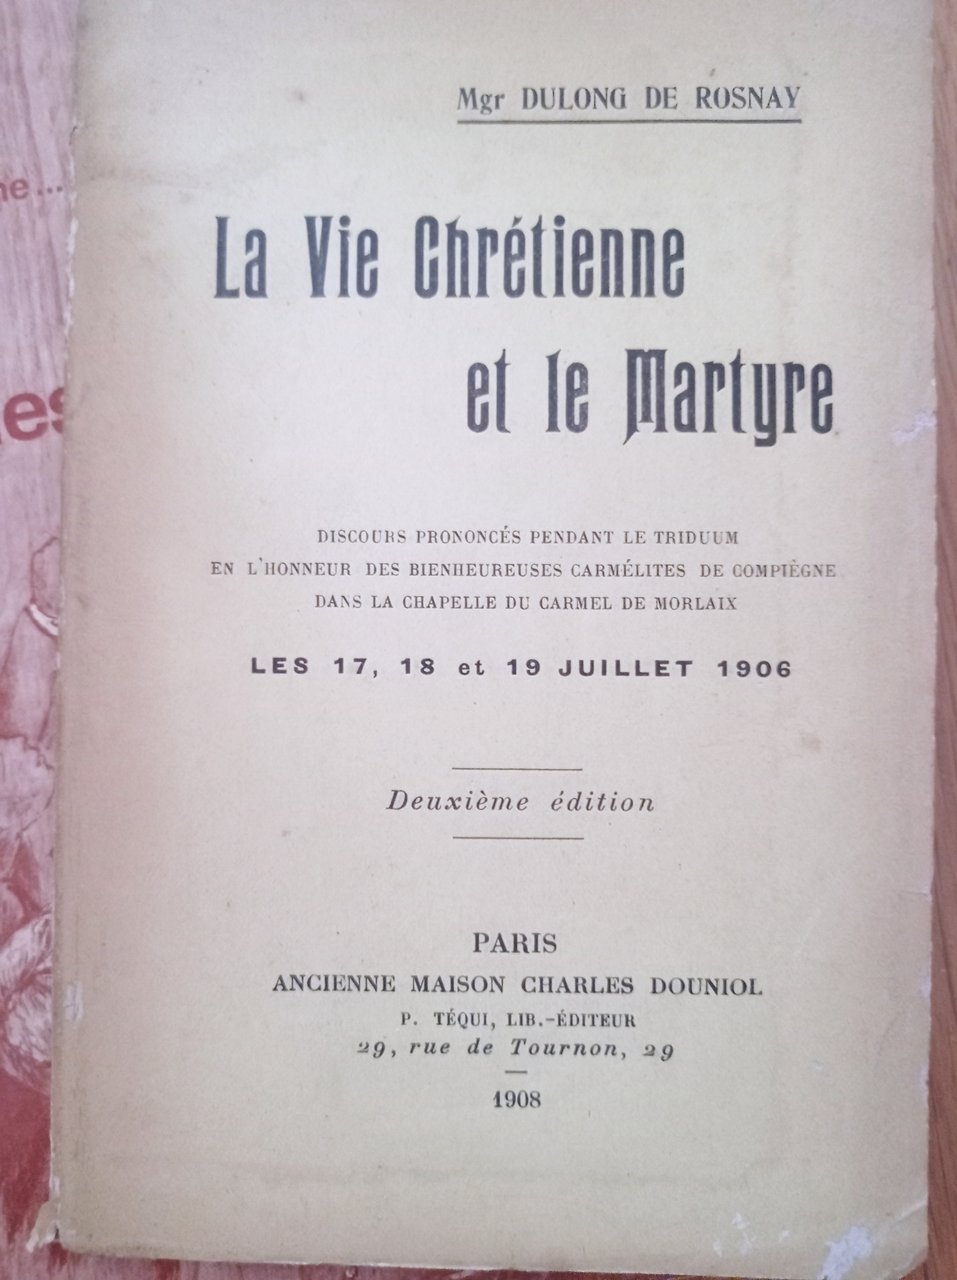 Mgr DULONG DE ROSNAY
La Vie Chrétienne
et le Martyre
DISCOURS PRONONCÉS PENDANT LE TRIDUUM
EN L'HONNEUR DES BIENHEUREUSES CARMÉLITES DE COMPIÈGNE
DANS LA CHAPELLE DU CARMEL DE MORLAIX
LES 17, 18 et 19 JUILLET 1906
Deuxième édition
PARIS
ANCIENNE MAISON CHARLES DOUNIOL
P. TÉQUI, LIB.-ÉDITEUR
29, rue de Tournon, 29
1908